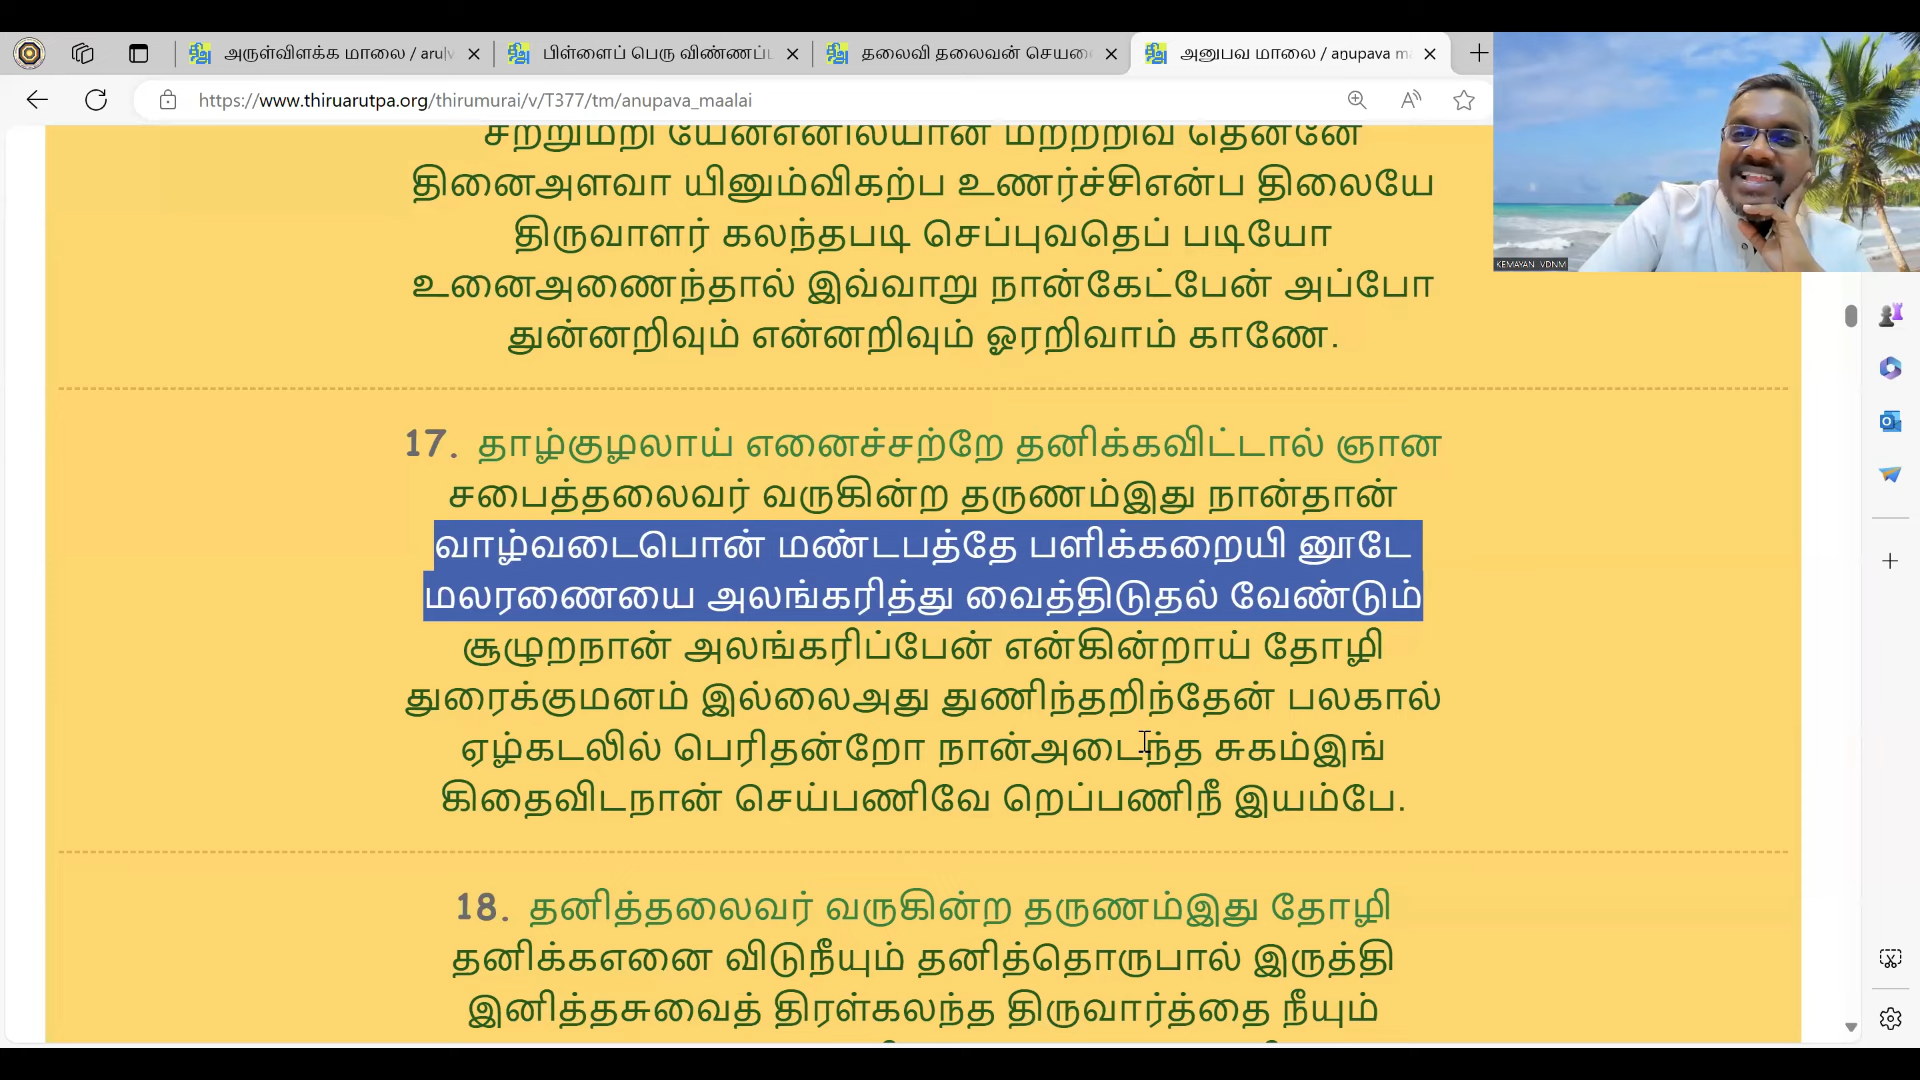 அருள்விளக்க மாலை / arulv
பிள்ளைப் பெரு விண்ணப்ப
தலைவி தலைவன் செயலை
அனுபவ மாலை / aṉupava m
https://www.thiruarutpa.org/thirumurai/v/T377/tm/anupava_maalai
சற்றுமறி யேன்எனில்யான் மற்றறிவ தென்னே
தினைஅளவா யினும்விகற்ப உணர்ச்சிஎன்ப திலையே
திருவாளர் கலந்தபடி செப்புவதெப் படியோ
உனைஅணைந்தால் இவ்வாறு நான்கேட்பேன் அப்போ
துன்னறிவும் என்னறிவும் ஓரறிவாம் காணே.
KEMAYAN VDNM
17. தாழ்குழலாய் எனைச்சற்றே தனிக்கவிட்டால் ஞான
சபைத்தலைவர் வருகின்ற தருணம்இது நான்தான்
வாழ்வடைபொன் மண்டபத்தே பளிக்கறையி னூடே
மலரணையை அலங்கரித்து வைத்திடுதல் வேண்டும்
சூழுறநான் அலங்கரிப்பேன் என்கின்றாய் தோழி
துரைக்குமனம் இல்லைஅது துணிந்தறிந்தேன் பலகால்
ஏழ்கடலில் பெரிதன்றோ நான்அடைந்த சுகம்இங்
கிதைவிடநான் செய்பணிவே றெப்பணிநீ இயம்பே.
18. தனித்தலைவர் வருகின்ற தருணம்இது தோழி
தனிக்கஎனை விடுநீயும் தனித்தொருபால் இருத்தி
இனித்தசுவைத் திரள்கலந்த திருவார்த்தை நீயும்